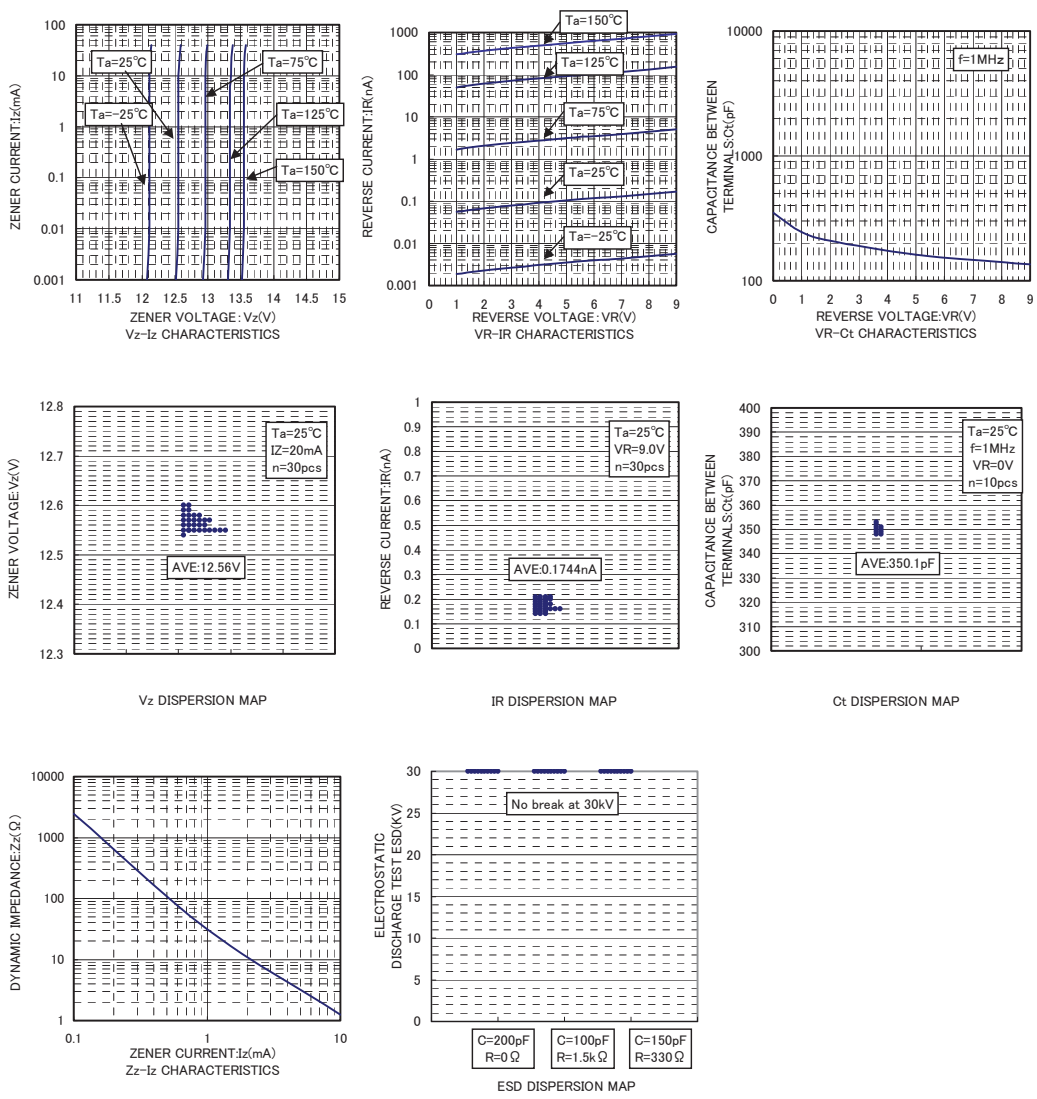 ZENER CURRENT:Iz(mA)
100
10
1
0.1
0.01
0.001
Ta=25°C
Ta=75°C
Ta=-25°C
Ta=125°C
Ta=150°C
11 11.5 12 12.5 13 13.5 14 14.5 15
ZENER VOLTAGE:Vz(V)
Vz-Iz CHARACTERISTICS
REVERSE CURRENT:IR(nA)
1000
100
10
1
0.1
0.01
0.001
Ta=150°C
Ta=125°C
Ta=75°C
Ta=25°C
Ta=-25°C
0 1 2 3 4 5 6 7 8 9
REVERSE VOLTAGE:VR(V)
VR-IR CHARACTERISTICS
CAPACITANCE BETWEEN
TERMINALS:Ct(pF)
10000
1000
100
f=1MHz
0 1 2 3 4 5 6 7 8 9
REVERSE VOLTAGE:VR(V)
VR-Ct CHARACTERISTICS
ZENER VOLTAGE:Vz(V)
12.8
12.7
12.6
12.5
12.4
12.3
Ta=25°C
IZ=20mA
n=30pcs
AVE:12.56V
Vz DISPERSION MAP
REVERSE CURRENT:IR(nA)
1
0.9
0.8
0.7
0.6
0.5
0.4
0.3
0.2
0.1
0
Ta=25°C
VR=9.0V
n=30pcs
AVE:0.1744nA
IR DISPERSION MAP
CAPACITANCE BETWEEN
TERMINALS:Ct(pF)
400
390
380
370
360
350
340
330
320
310
300
Ta=25°C
f=1MHz
VR=0V
n=10pcs
AVE:350.1pF
Ct DISPERSION MAP
DYNAMIC IMPEDANCE:Zz(Ω)
10000
1000
100
10
1
0.1 1 10
ZENER CURRENT:Iz(mA)
Zz-Iz CHARACTERISTICS
ELECTROSTATIC
DISCHARGE TEST ESD(KV)
30
25
20
15
10
5
0
No break at 30kV
C=200pF
R=0Ω
C=100pF
R=1.5kΩ
C=150pF
R=330Ω
ESD DISPERSION MAP